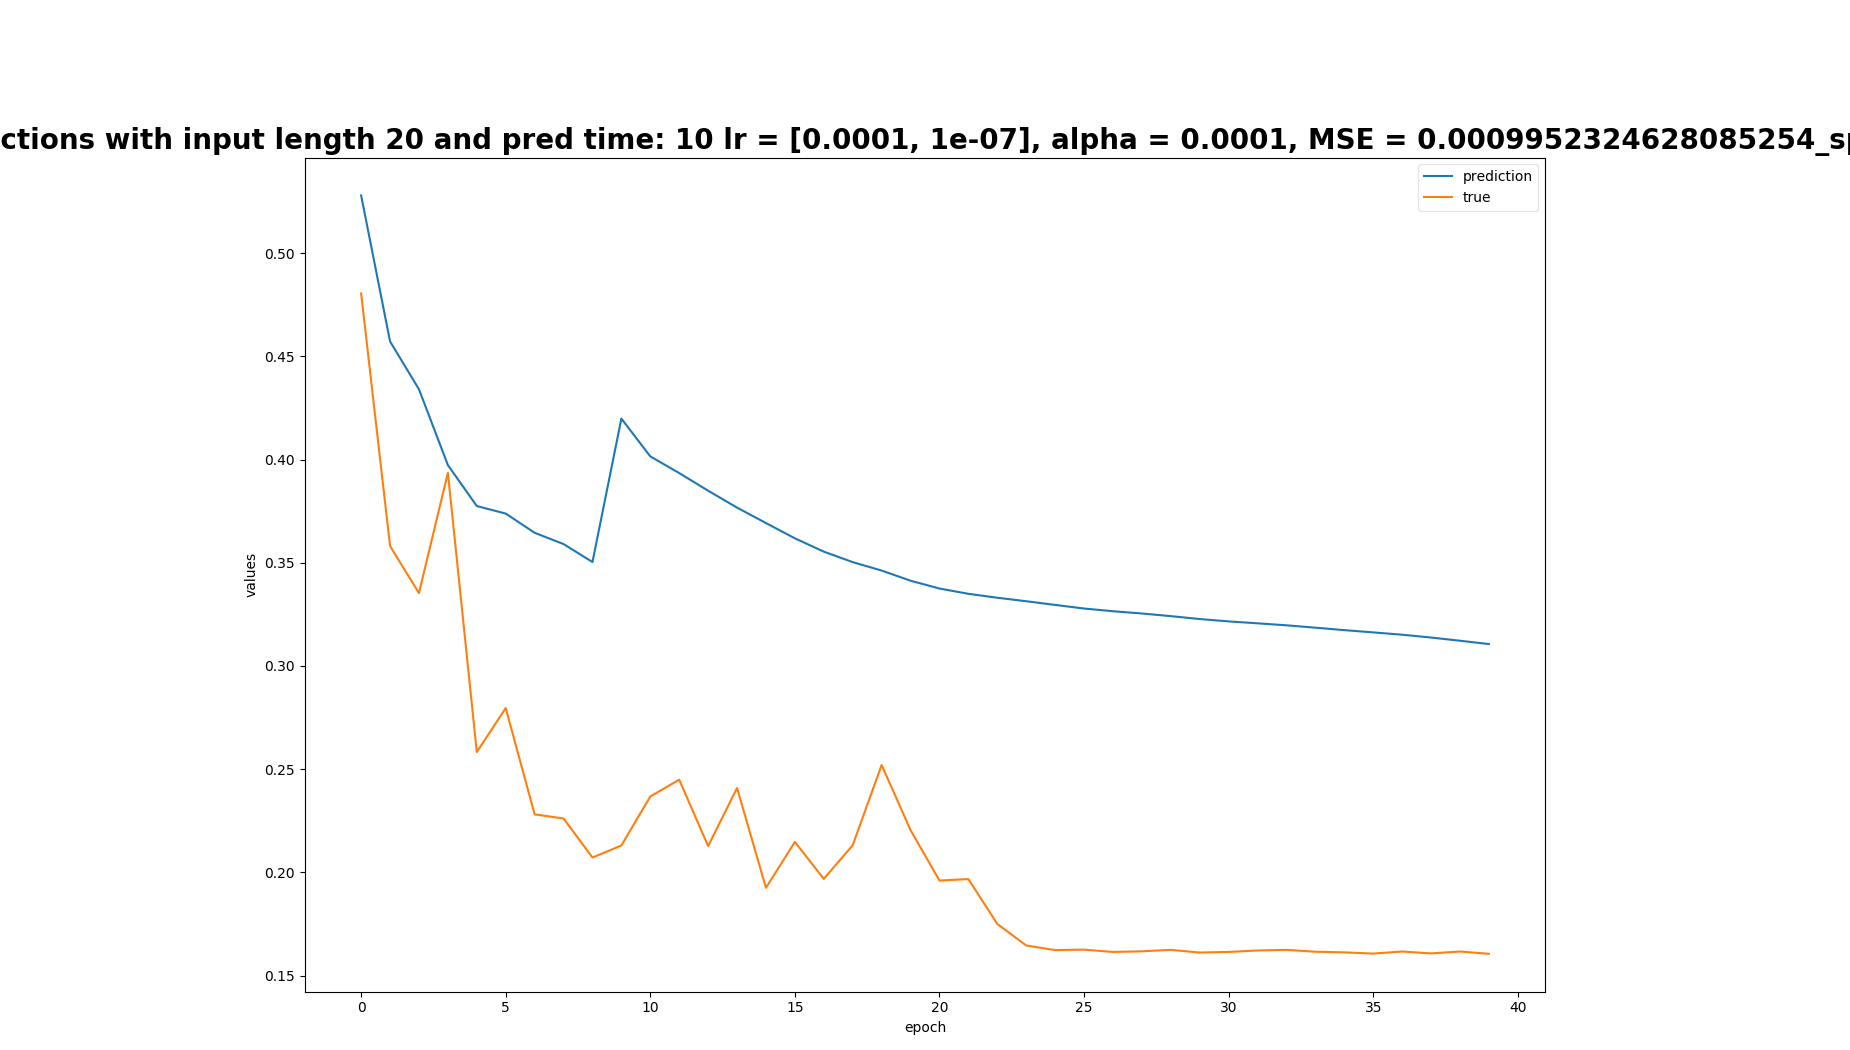 ctions with input length 20 and pred time: 10 lr = [0.0001, 1e-07], alpha = 0.0001, MSE = 0.0009952324628085254_sp
prediction
true
0.50
0.45
0.40
0.35
0.30
0.25
0.20
0.15
values
0 5 10 15 20 25 30 35 40
epoch